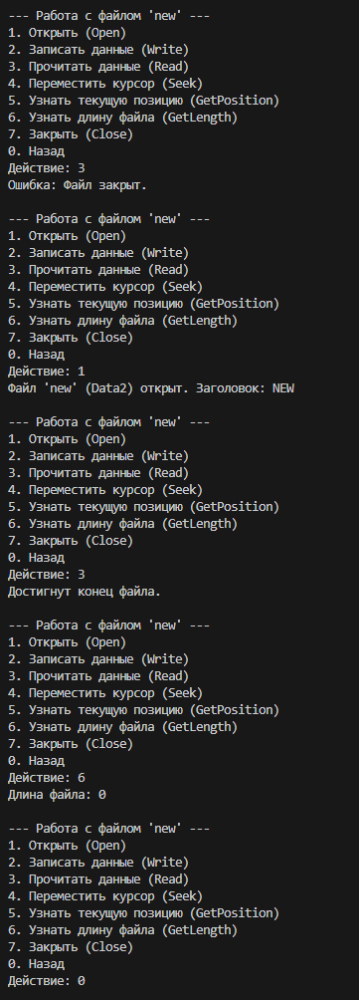 --- Работа с файлом 'new' ---
1. Открыть (Open)
2. Записать данные (Write)
3. Прочитать данные (Read)
4. Переместить курсор (Seek)
5. Узнать текущую позицию (GetPosition)
6. Узнать длину файла (GetLength)
7. Закрыть (Close)
0. Назад
Действие: 3
Ошибка: Файл закрыт.

--- Работа с файлом 'new' ---
1. Открыть (Open)
2. Записать данные (Write)
3. Прочитать данные (Read)
4. Переместить курсор (Seek)
5. Узнать текущую позицию (GetPosition)
6. Узнать длину файла (GetLength)
7. Закрыть (Close)
0. Назад
Действие: 1
Файл 'new' (Data2) открыт. Заголовок: NEW

--- Работа с файлом 'new' ---
1. Открыть (Open)
2. Записать данные (Write)
3. Прочитать данные (Read)
4. Переместить курсор (Seek)
5. Узнать текущую позицию (GetPosition)
6. Узнать длину файла (GetLength)
7. Закрыть (Close)
0. Назад
Действие: 3
Достигнут конец файла.

--- Работа с файлом 'new' ---
1. Открыть (Open)
2. Записать данные (Write)
3. Прочитать данные (Read)
4. Переместить курсор (Seek)
5. Узнать текущую позицию (GetPosition)
6. Узнать длину файла (GetLength)
7. Закрыть (Close)
0. Назад
Действие: 6
Длина файла: 0

--- Работа с файлом 'new' ---
1. Открыть (Open)
2. Записать данные (Write)
3. Прочитать данные (Read)
4. Переместить курсор (Seek)
5. Узнать текущую позицию (GetPosition)
6. Узнать длину файла (GetLength)
7. Закрыть (Close)
0. Назад
Действие: 0